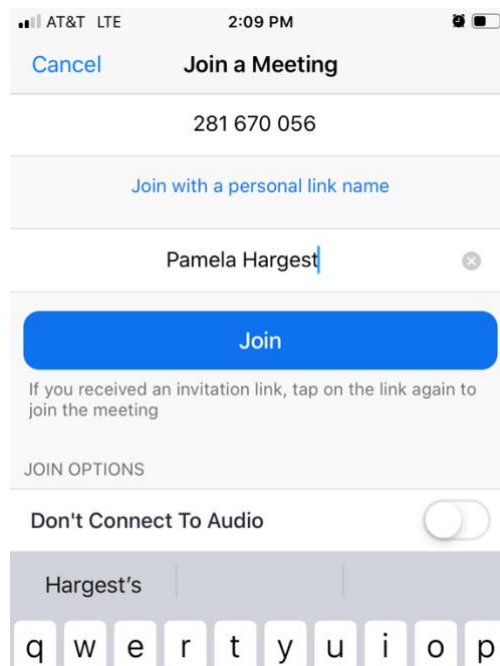 AT&T LTE 2:09 PM
Cancel Join a Meeting
281 670 056
Join with a personal link name
Pamela Hargest
Join
If you received an invitation link, tap on the link again to
join the meeting
JOIN OPTIONS
Don't Connect To Audio
Hargest's
q w e r t y u i o p